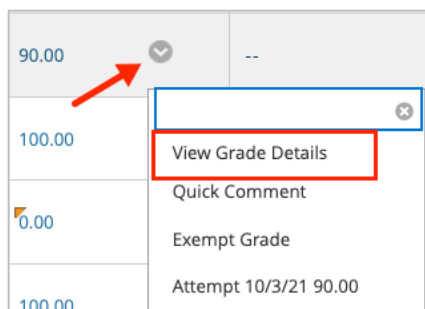 90.00 --
100.00
View Grade Details
Quick Comment
0.00
Exempt Grade
Attempt 10/3/21 90.00
100.00